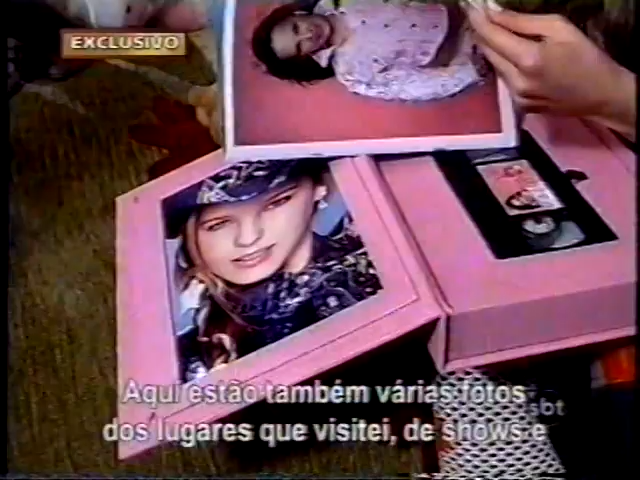 EXCLUSIVO
Aqui estão também várias fotos
sbt
dos lugares que visitei, de shows e